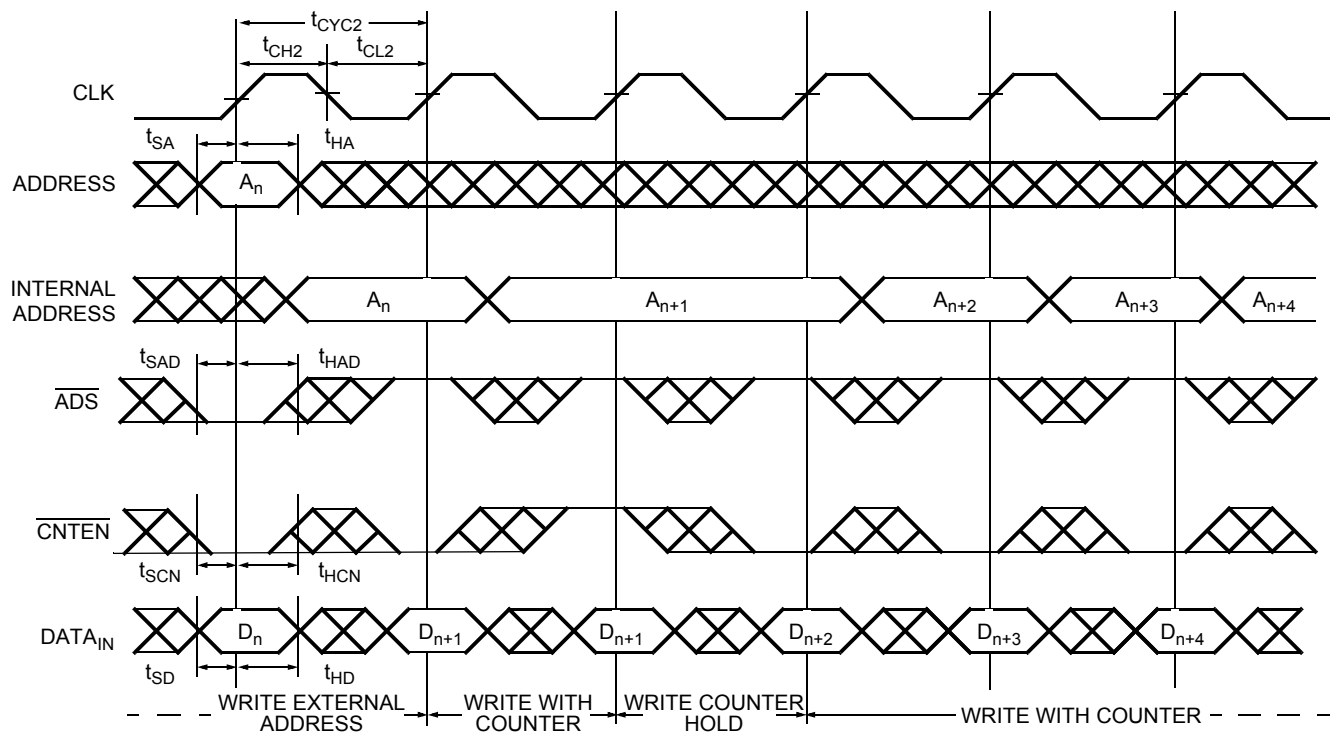 tCYC2
tCH2 tCL2
CLK
tSA tHA
ADDRESS An
INTERNAL
ADDRESS
An An+1 An+2 An+3 An+4
tSAD tHAD
ADS
CNTEN
tSCN tHCN
DATAIN Dn Dn+1 Dn+1 Dn+2 Dn+3 Dn+4
tSD tHD
WRITE EXTERNAL
ADDRESS
WRITE WITH
COUNTER
WRITE COUNTER
HOLD
WRITE WITH COUNTER